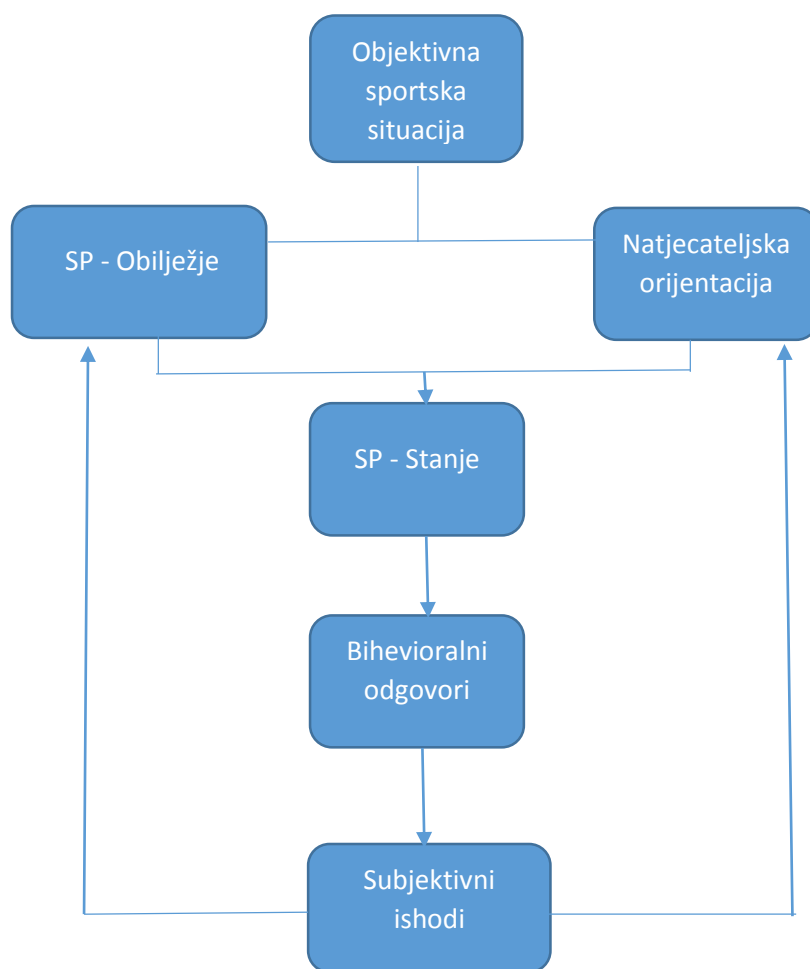 Objektivna
sportska
situacija
SP - Obilježje
Natjecateljska
orijentacija
SP - Stanje
Bihevioralni
odgovori
Subjektivni
ishodi